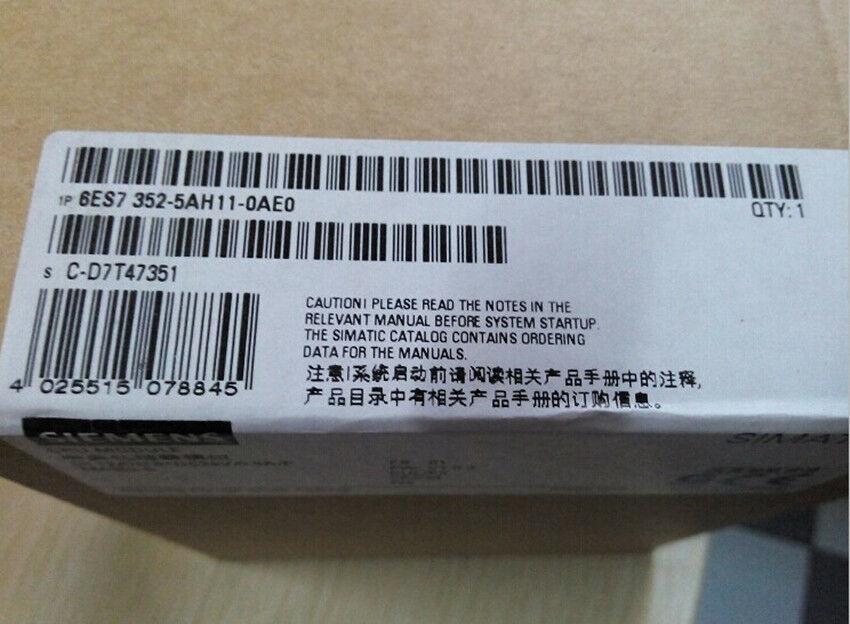 1P 6ES7 352-5AH11-0AE0
QTY: 1
S C-D7T47351
CAUTION! PLEASE READ THE NOTES IN THE
RELEVANT MANUAL BEFORE SYSTEM STARTUP.
THE SIMATIC CATALOG CONTAINS ORDERING
DATA FOR THE MANUALS.
注意!系统启动前请阅读相关产品手册中的注释,
产品目录中有相关产品手册的订购信息。
4 025515 078845
SIEMENS
MODULE
SIMAT